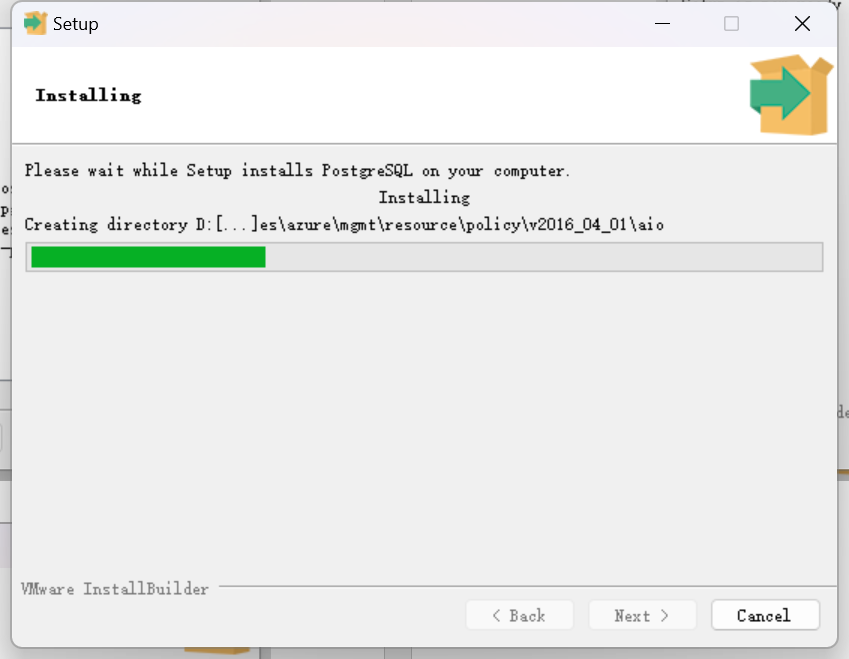 Setup
Installing
Please wait while Setup installs PostgreSQL on your computer.
Installing
Creating directory D:[...]es\azure\mgmt\resource\policy\v2016_04_01\aio
VMware InstallBuilder
< Back
Next >
Cancel